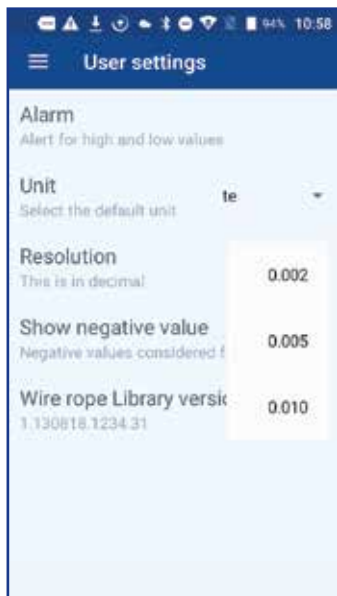 94% 10:58
User settings
Alarm
Alert for high and low values
Unit
te
Select the default unit
Resolution
This is in decimal
0.002
Show negative value
Negative values considered f
0.005
Wire rope Library versic
1.130818.1234.31
0.010